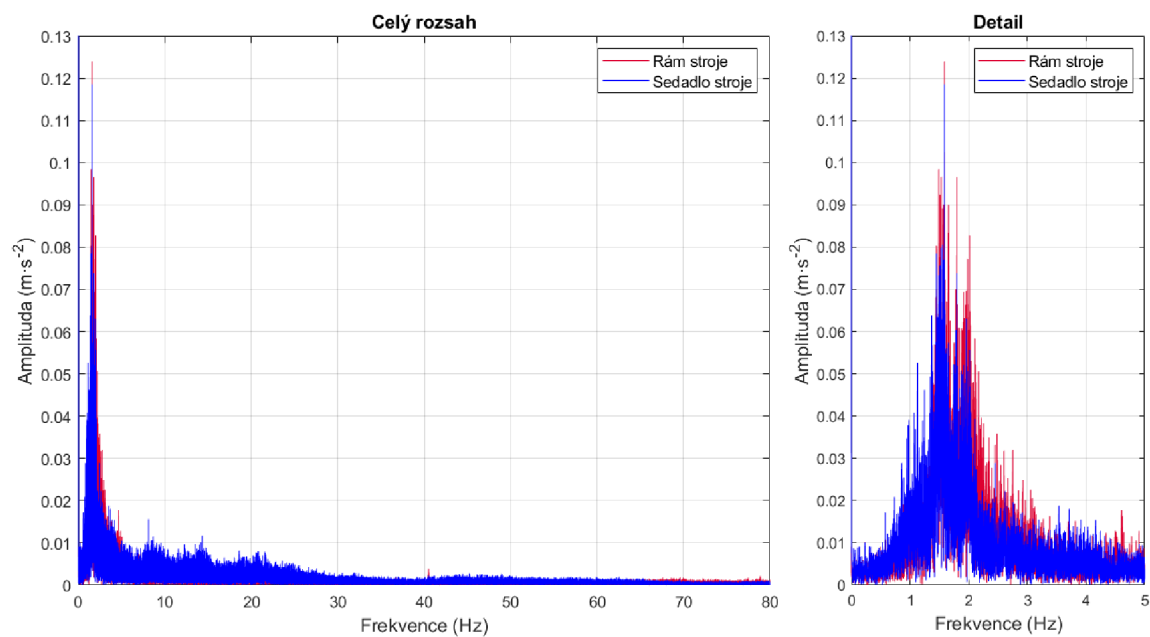 Celý rozsah
0.13
0.12
0.11
0.1
0.09
0.08
0.07
0.06
0.05
0.04
0.03
0.02
0.01
0
Amplituda (m·s⁻²)
Rám stroje
Sedadlo stroje
0 10 20 30 40 50 60 70 80
Frekvence (Hz)
Detail
0.13
0.12
0.11
0.1
0.09
0.08
0.07
0.06
0.05
0.04
0.03
0.02
0.01
0
Amplituda (m·s⁻²)
Rám stroje
Sedadlo stroje
0 1 2 3 4 5
Frekvence (Hz)